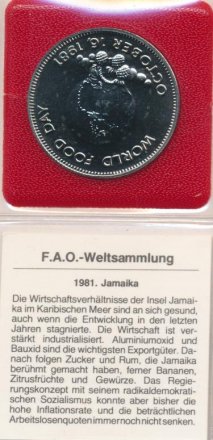 WORLD FOOD DAY
OCTOBER 16 1981
F.A.O.-Weltsammlung
1981. Jamaika
Die Wirtschaftsverhältnisse der Insel Jamai-
ka im Karibischen Meer sind an sich gesund,
auch wenn die Entwicklung in den letzten
Jahren stagnierte. Die Wirtschaft ist ver-
stärkt industrialisiert. Aluminiumoxid und
Bauxid sind die wichtigsten Exportgüter. Da-
nach folgen Zucker und Rum, die Jamaika
berühmt gemacht haben, ferner Bananen,
Zitrusfrüchte und Gewürze. Das Regie-
rungskonzept mit seinem radikaldemokrati-
schen Sozialismus konnte aber bisher die
hohe Inflationsrate und die beträchtlichen
Arbeitslosenquoten immer noch nicht senken.